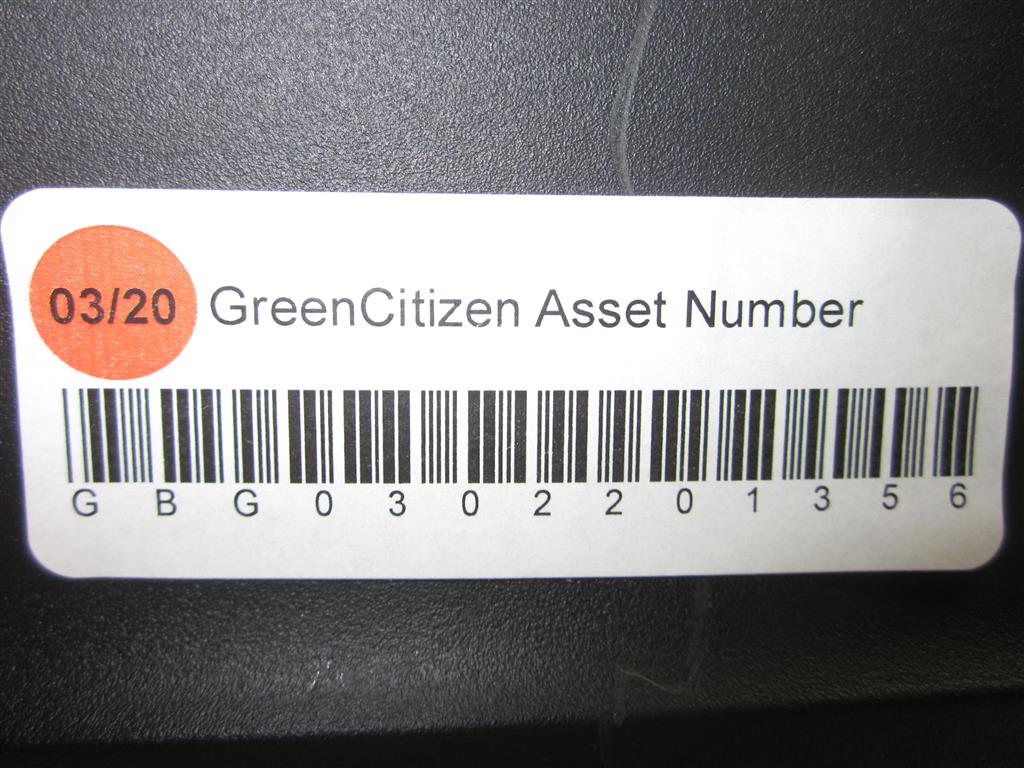 03/20 GreenCitizen Asset Number
G B G 0 3 0 2 2 0 1 3 5 6